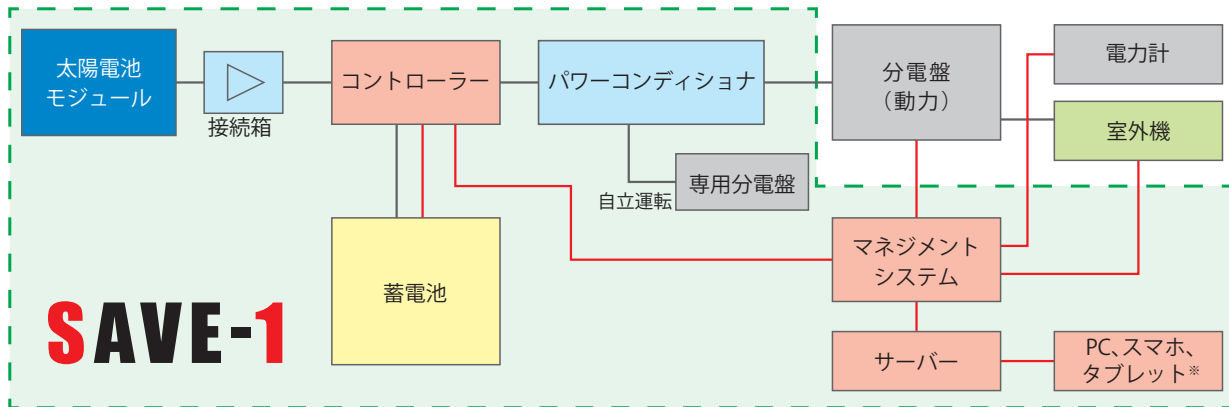 太陽電池
モジュール
接続箱
コントローラー
パワーコンディショナ
分電盤
（動力）
電力計
室外機
自立運転
専用分電盤
蓄電池
マネジメント
システム
サーバー
PC、スマホ、
タブレット※
SAVE-1